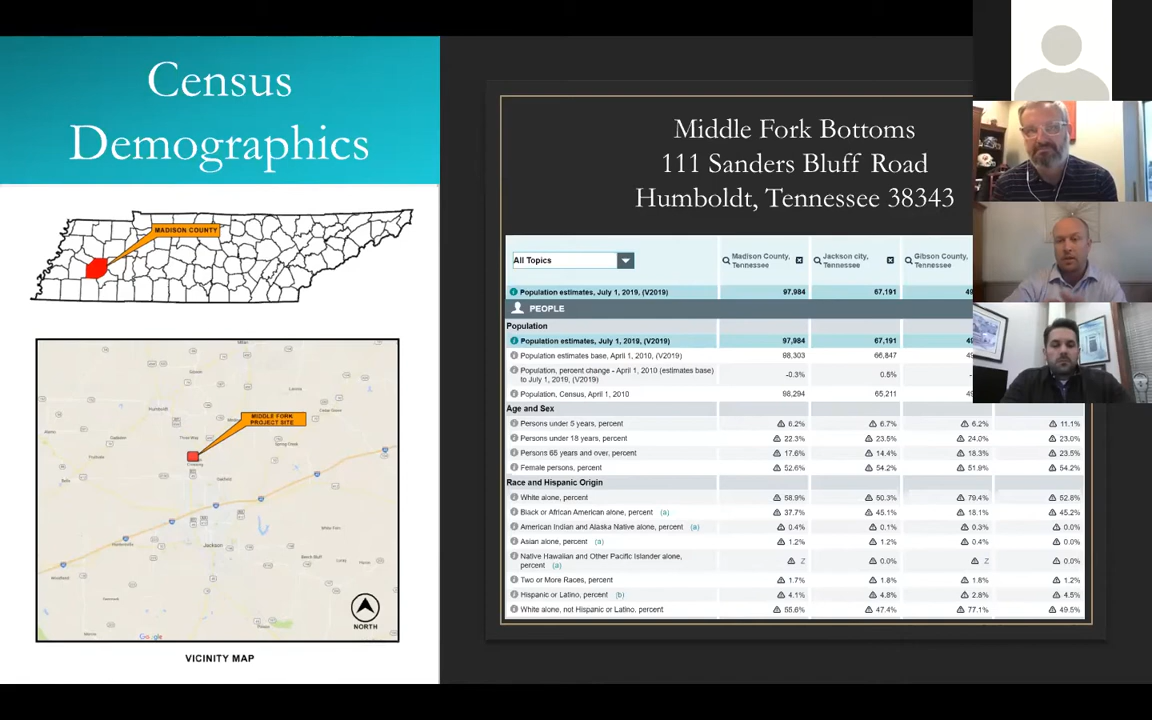 Census
Demographics
MADISON COUNTY
MIDDLE FORK
PROJECT SITE
Jackson
Google
NORTH
VICINITY MAP
Middle Fork Bottoms
111 Sanders Bluff Road
Humboldt, Tennessee 38343
All Topics
Madison County, Tennessee
Jackson city, Tennessee
Gibson County, Tennessee
Population estimates, July 1, 2019, (V2019) 97,984 67,191
PEOPLE
Population
Population estimates, July 1, 2019, (V2019) 97,984 67,191
Population estimates base, April 1, 2010, (V2019) 98,303 66,847
Population, percent change - April 1, 2010 (estimates base)
to July 1, 2019, (V2019) -0.3% 0.5%
Population, Census, April 1, 2010 98,294 65,211
Age and Sex
Persons under 5 years, percent 6.2% 6.7% 6.2% 11.1%
Persons under 18 years, percent 22.3% 23.5% 24.0% 23.0%
Persons 65 years and over, percent 17.6% 14.4% 18.3% 23.5%
Female persons, percent 52.6% 54.2% 51.9% 54.2%
Race and Hispanic Origin
White alone, percent 58.9% 50.3% 79.4% 52.8%
Black or African American alone, percent (a) 37.7% 45.1% 18.1% 45.2%
American Indian and Alaska Native alone, percent (a) 0.4% 0.1% 0.3% 0.0%
Asian alone, percent (a) 1.2% 1.2% 0.4% 0.0%
Native Hawaiian and Other Pacific Islander alone,
percent (a) Z 0.0% Z 0.0%
Two or More Races, percent 1.7% 1.8% 1.8% 1.2%
Hispanic or Latino, percent (b) 4.1% 4.8% 2.8% 4.5%
White alone, not Hispanic or Latino, percent 55.6% 47.4% 77.1% 49.5%